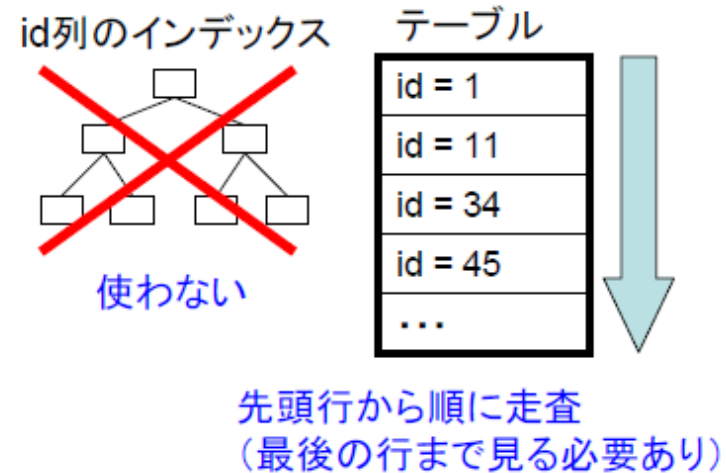 id列のインデックス
テーブル
id = 1
id = 11
id = 34
id = 45
・・・
使わない
先頭行から順に走査
（最後の行まで見る必要あり）